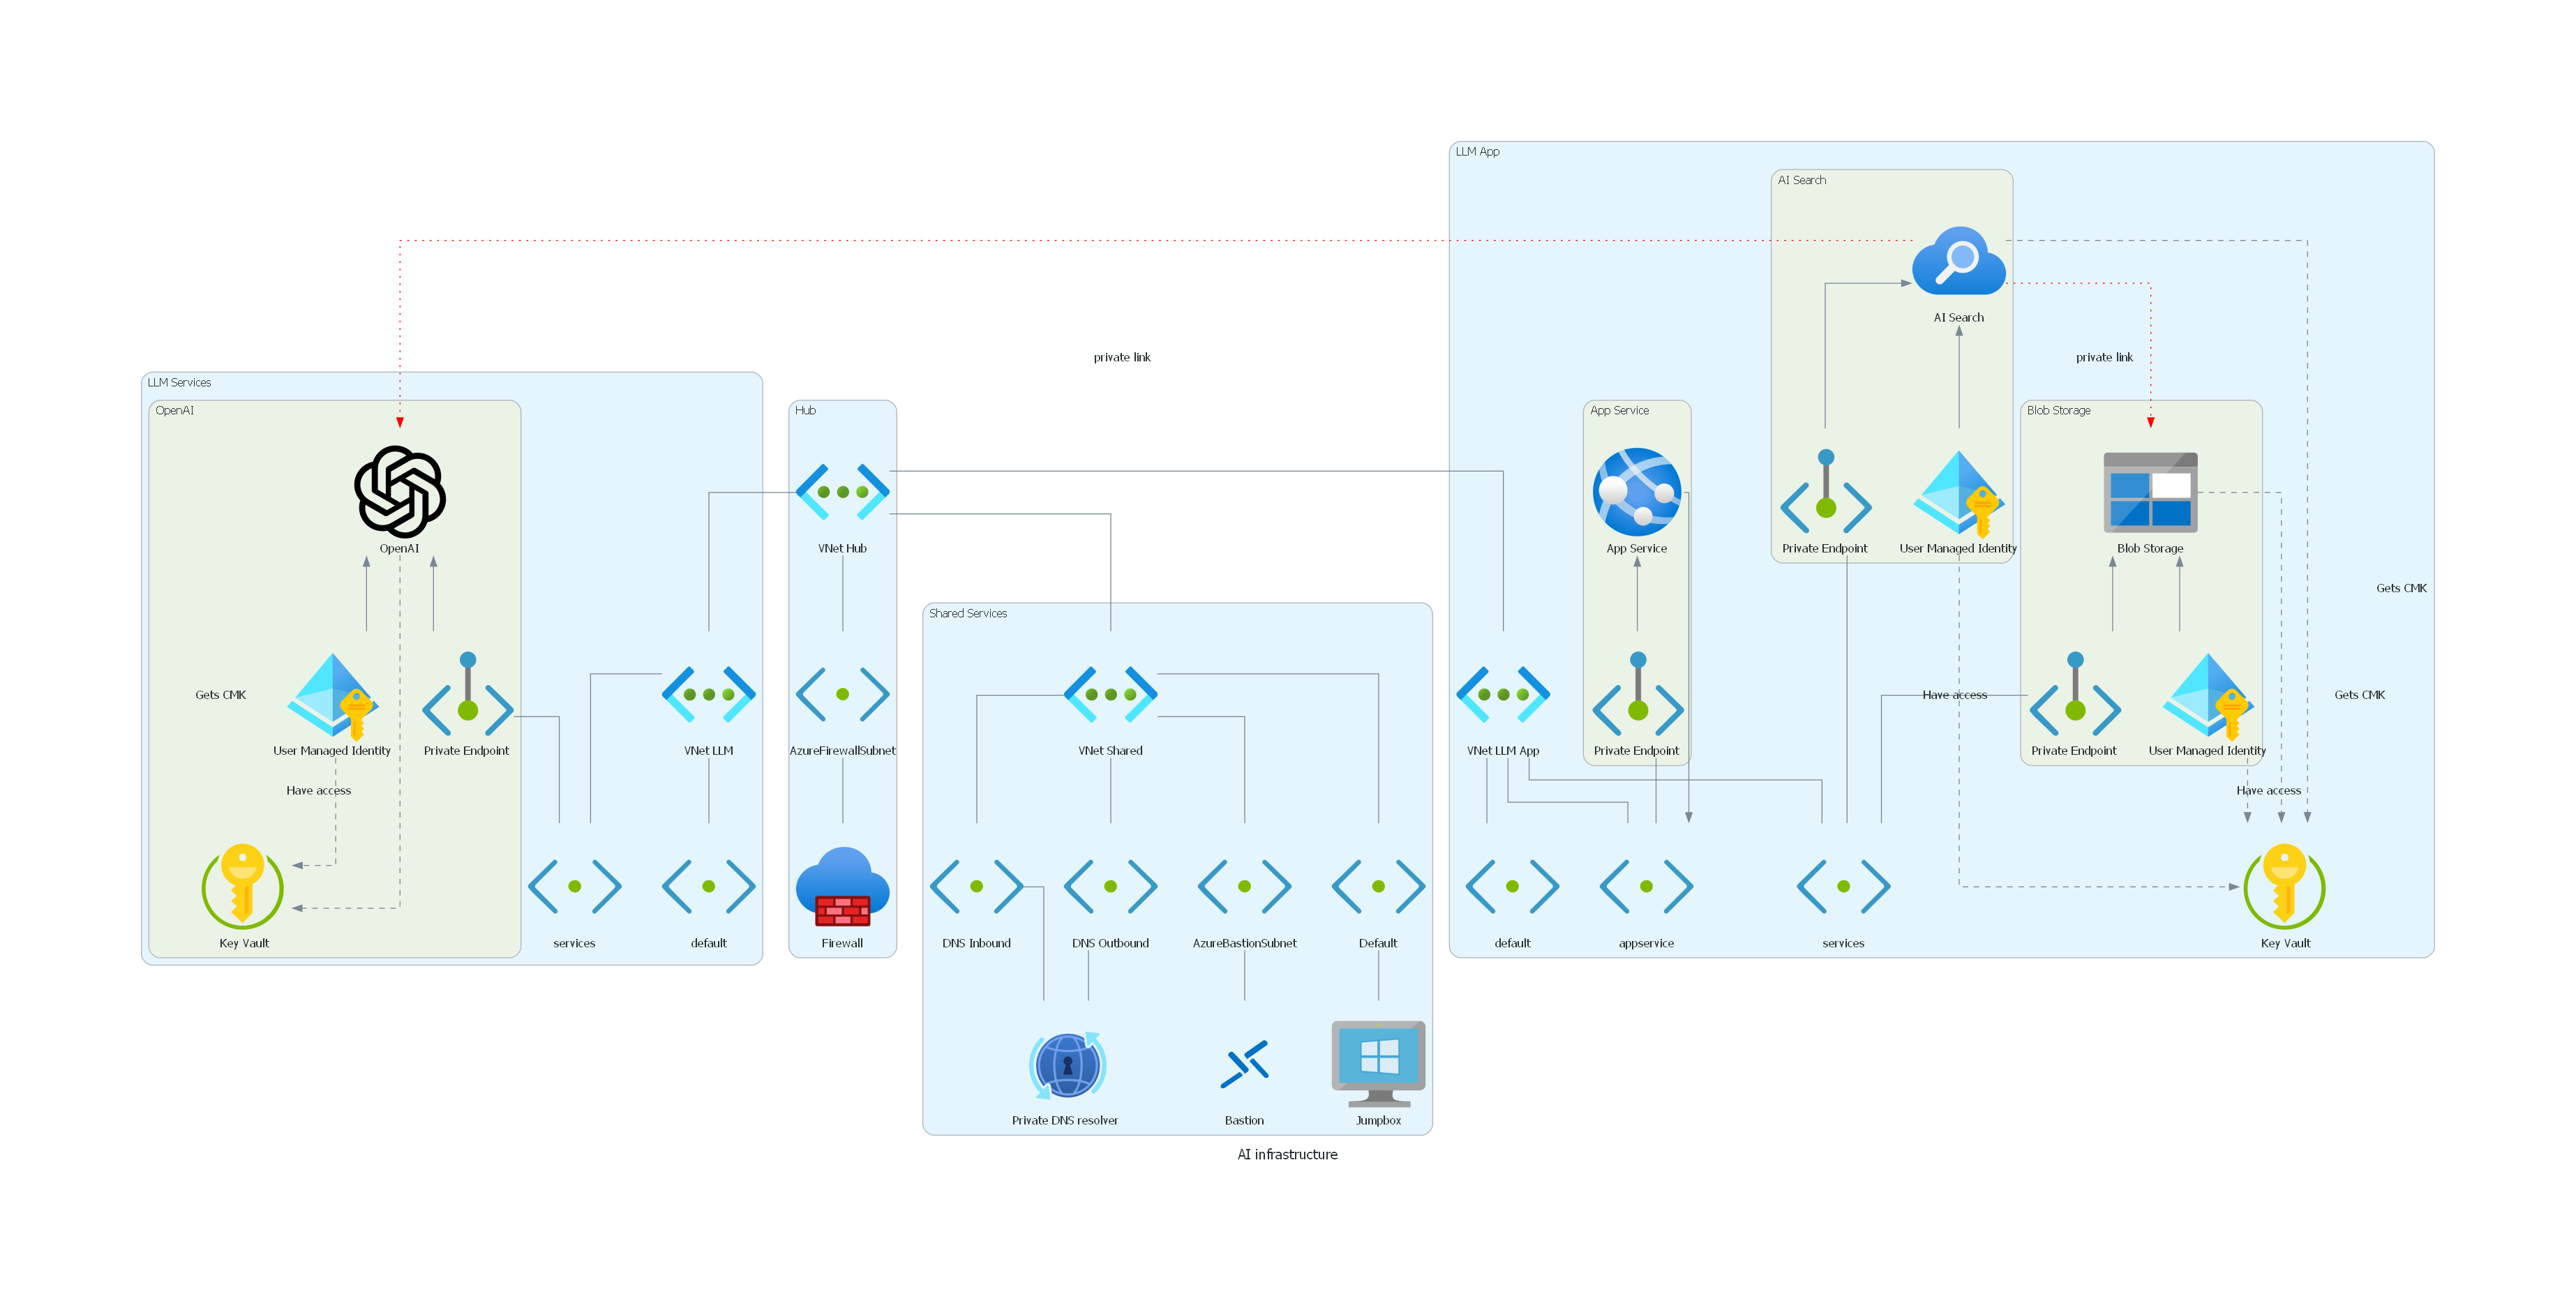 LLM App
AI Search
AI Search
private link
private link
LLM Services
OpenAI
Hub
App Service
Blob Storage
OpenAI
VNet Hub
App Service
Private Endpoint
User Managed Identity
Blob Storage
Gets CMK
Shared Services
Gets CMK
Have access
Gets CMK
User Managed Identity
Private Endpoint
VNet LLM
AzureFirewallSubnet
VNet Shared
VNet LLM App
Private Endpoint
Private Endpoint
User Managed Identity
Have access
Have access
Key Vault
services
default
Firewall
DNS Inbound
DNS Outbound
AzureBastionSubnet
Default
default
appservice
services
Key Vault
Private DNS resolver
Bastion
Jumpbox
AI infrastructure